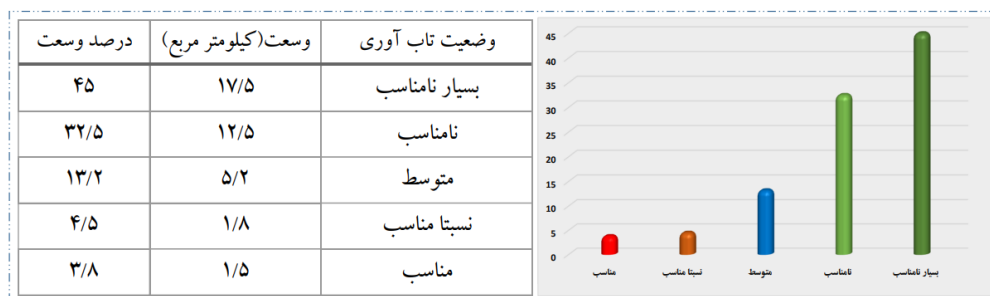 وضعیت تاب آوری وسعت(کیلومتر مربع) درصد وسعت
بسیار نامناسب ۱۷/۵ ۴۵
نامناسب ۱۲/۵ ۳۲/۵
متوسط ۵/۲ ۱۳/۲
نسبتا مناسب ۱/۸ ۴/۵
مناسب ۱/۵ ۳/۸
45
40
35
30
25
20
15
10
5
0
مناسب نسبتا مناسب متوسط نامناسب بسیار نامناسب